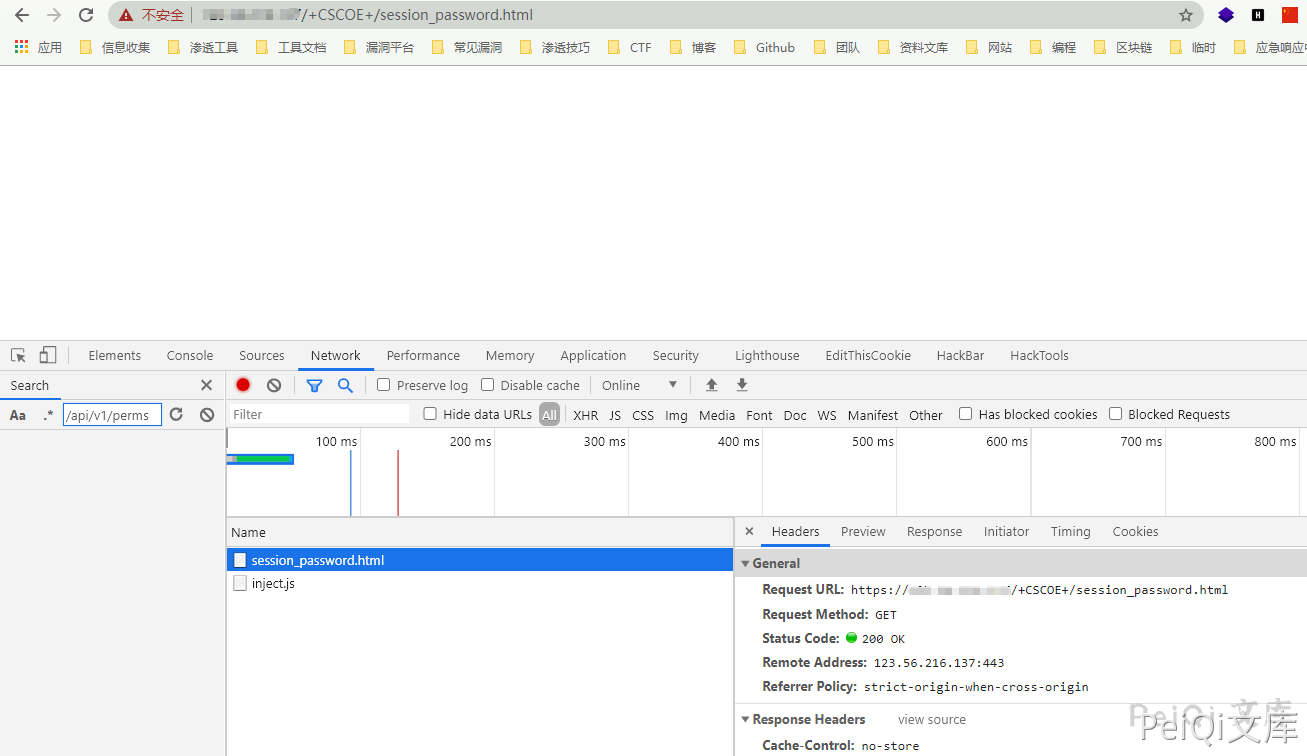 不安全 /+CSCOE+/session_password.html
应用 信息收集 渗透工具 工具文档 漏洞平台 常见漏洞 渗透技巧 CTF 博客 Github 团队 资料文库 网站 编程 区块链 临时 应急响应中
Elements Console Sources Network Performance Memory Application Security Lighthouse EditThisCookie HackBar HackTools
Search
Preserve log Disable cache Online
Aa .* /api/v1/perms
Filter Hide data URLs All XHR JS CSS Img Media Font Doc WS Manifest Other Has blocked cookies Blocked Requests
100 ms 200 ms 300 ms 400 ms 500 ms 600 ms 700 ms 800 ms
Name
session_password.html
inject.js
Headers Preview Response Initiator Timing Cookies
General
Request URL: https:// /+CSCOE+/session_password.html
Request Method: GET
Status Code: 200 OK
Remote Address: 123.56.216.137:443
Referrer Policy: strict-origin-when-cross-origin
Response Headers view source
Cache-Control: no-store
PeiQi 文库
PeiQi文库